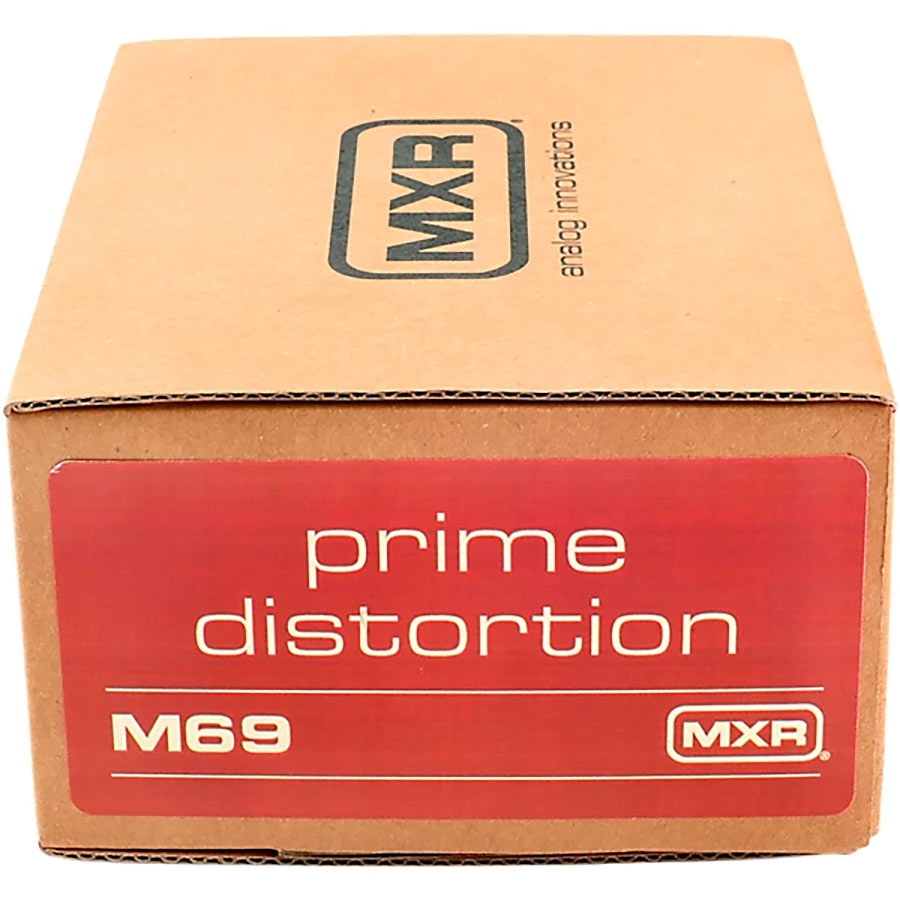 MXR
analog innovations
prime
distortion
M69
MXR®